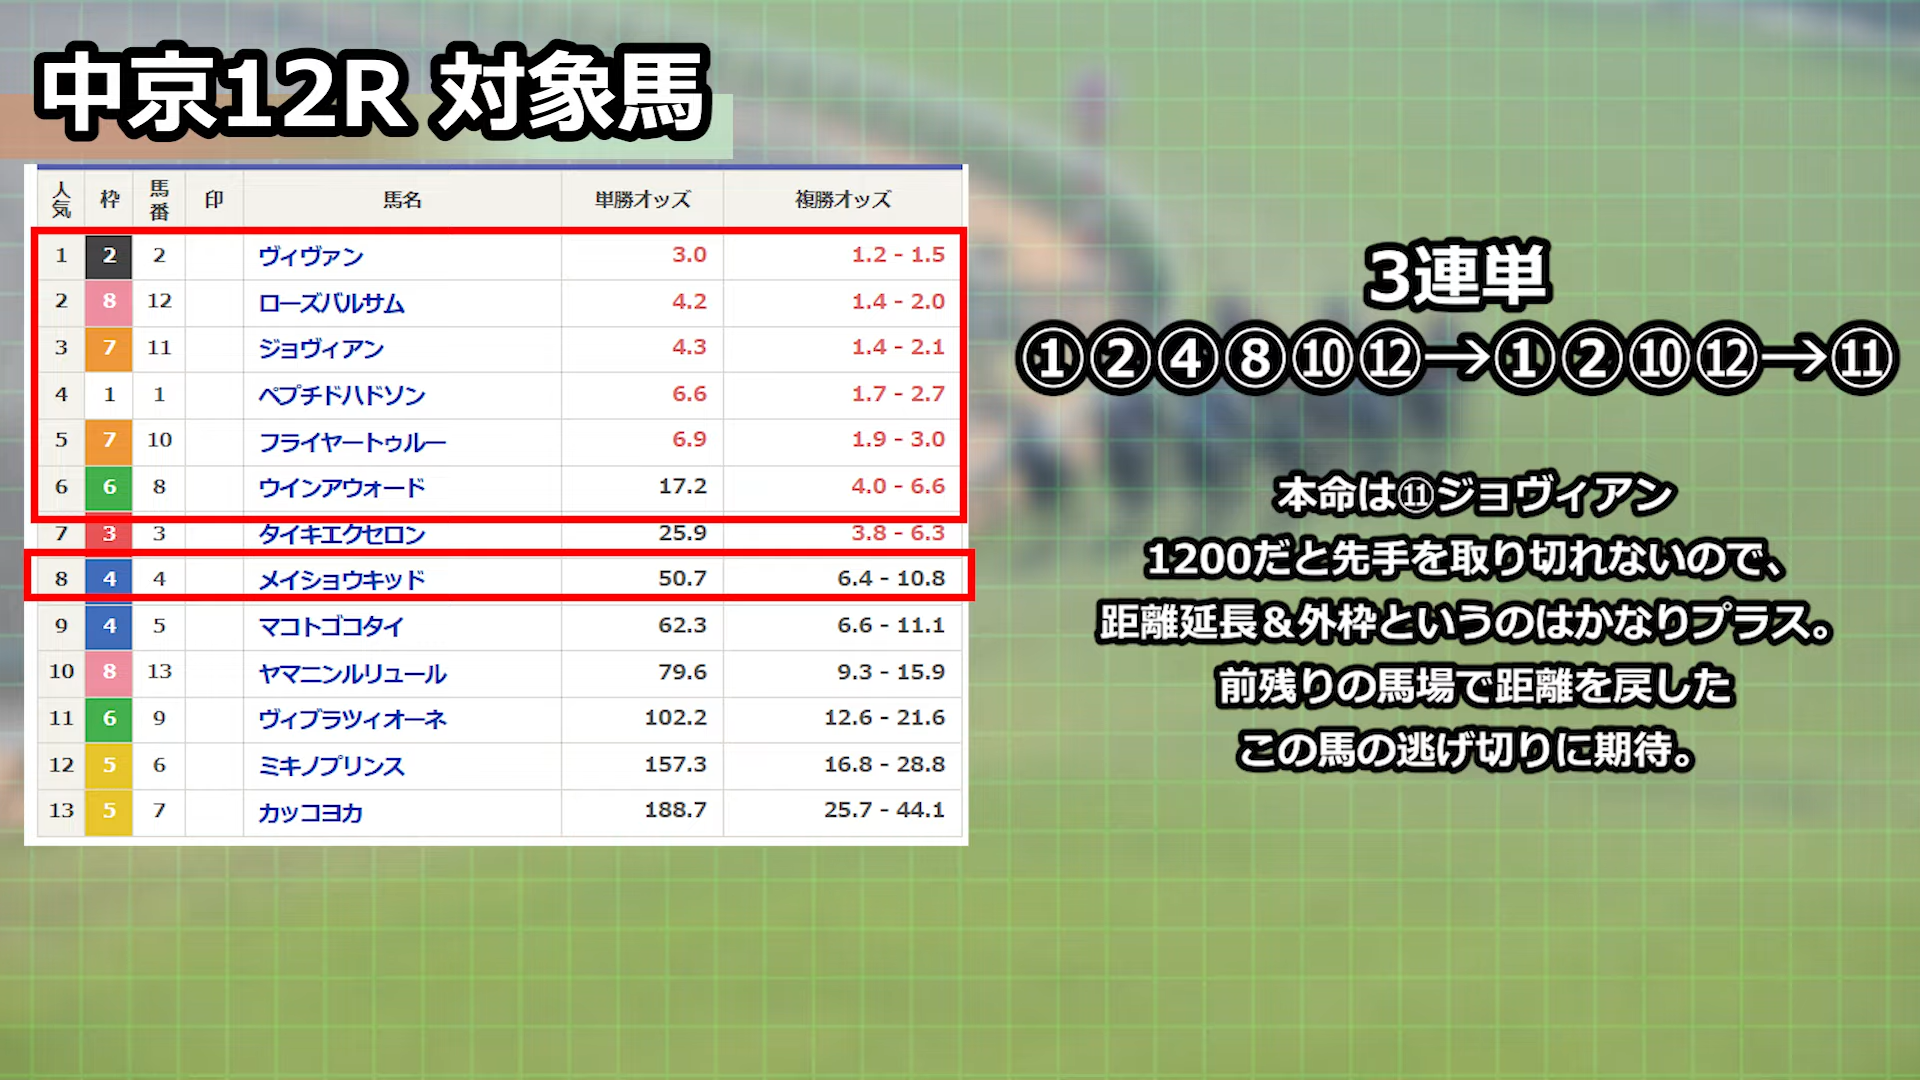 中京12R 対象馬
人気 枠 馬番 印 馬名 単勝オッズ 複勝オッズ
1 2 2 ヴィヴァン 3.0 1.2 - 1.5
2 8 12 ローズバルサム 4.2 1.4 - 2.0
3 7 11 ジョヴィアン 4.3 1.4 - 2.1
4 1 1 ペプチドハドソン 6.6 1.7 - 2.7
5 7 10 フライヤートゥルー 6.9 1.9 - 3.0
6 6 8 ウインアウォード 17.2 4.0 - 6.6
7 3 3 タイキエクセロン 25.9 3.8 - 6.3
8 4 4 メイショウキッド 50.7 6.4 - 10.8
9 4 5 マコトゴコタイ 62.3 6.6 - 11.1
10 8 13 ヤマニンルリュール 79.6 9.3 - 15.9
11 6 9 ヴィブラツィオーネ 102.2 12.6 - 21.6
12 5 6 ミキノプリンス 157.3 16.8 - 28.8
13 5 7 カッコヨカ 188.7 25.7 - 44.1
3連単
①②④⑧⑩⑫→①②⑩⑫→⑪
本命は⑪ジョヴィアン
1200だと先手を取り切れないので、
距離延長＆外枠というのはかなりプラス。
前残りの馬場で距離を戻した
この馬の逃げ切りに期待。